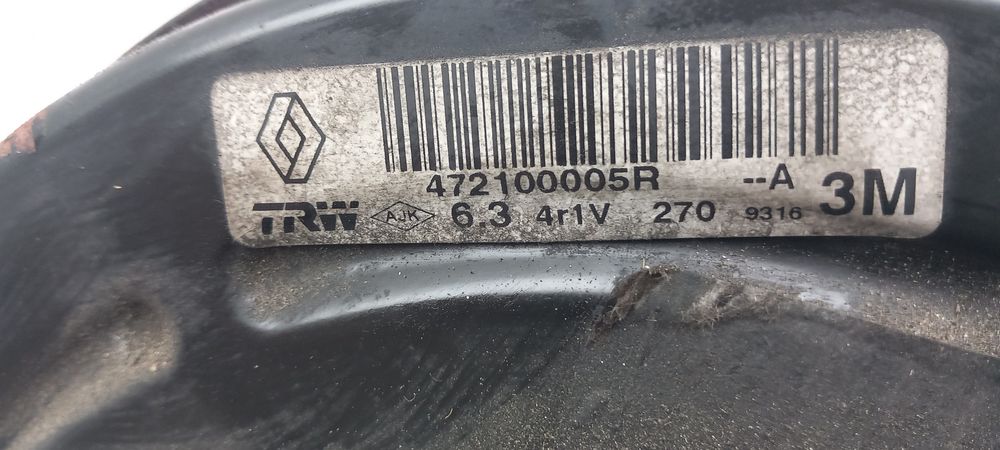 472100005R --A 3M
TRW AJK 6.3 4r1V 270 9316